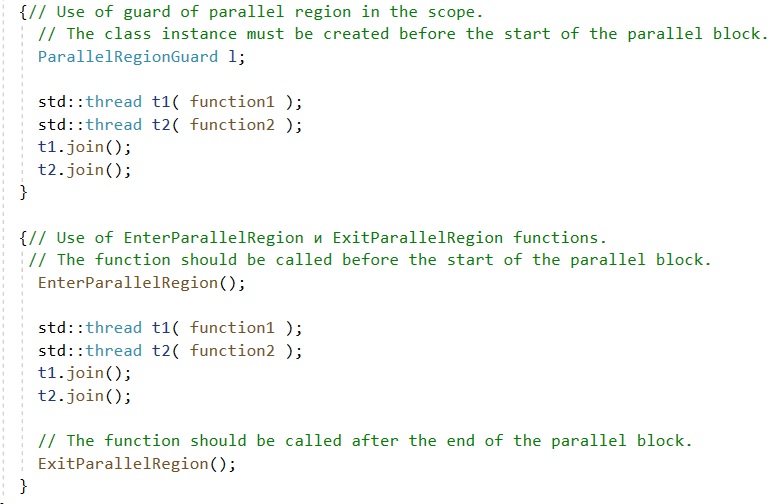 {// Use of guard of parallel region in the scope.
// The class instance must be created before the start of the parallel block.
ParallelRegionGuard l;
std::thread t1( function1 );
std::thread t2( function2 );
t1.join();
t2.join();
}
{// Use of EnterParallelRegion и ExitParallelRegion functions.
// The function should be called before the start of the parallel block.
EnterParallelRegion();
std::thread t1( function1 );
std::thread t2( function2 );
t1.join();
t2.join();
// The function should be called after the end of the parallel block.
ExitParallelRegion();
}